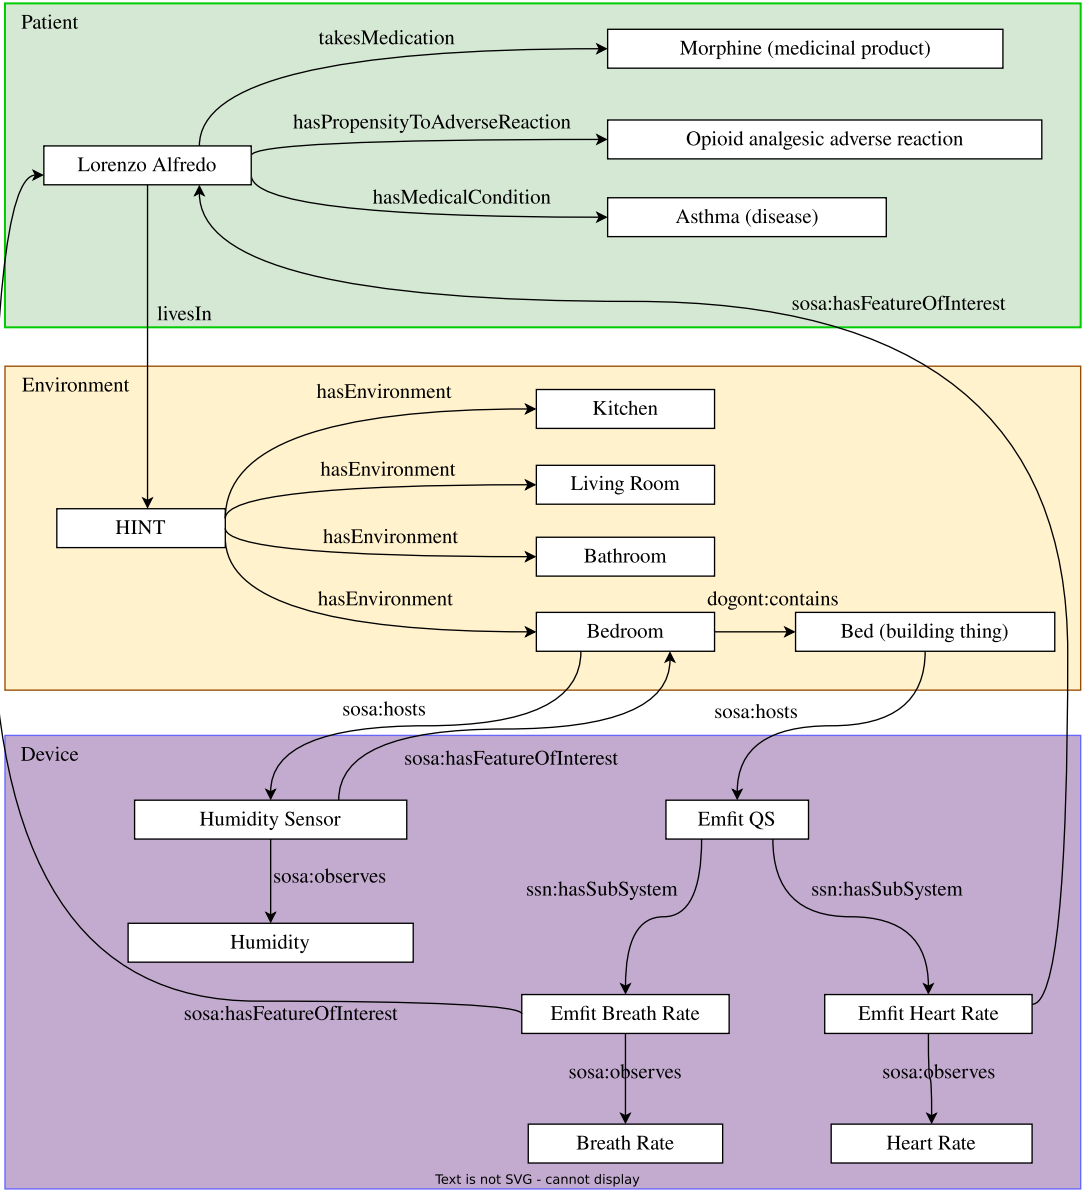 Patient
takesMedication
Morphine (medicinal product)
hasPropensityToAdverseReaction
Opioid analgesic adverse reaction
Lorenzo Alfredo
hasMedicalCondition
Asthma (disease)
sosa:hasFeatureOfInterest
livesIn
Environment
hasEnvironment
Kitchen
hasEnvironment
Living Room
HINT
hasEnvironment
Bathroom
hasEnvironment
dogont:contains
Bedroom
Bed (building thing)
sosa:hosts
sosa:hosts
Device
sosa:hasFeatureOfInterest
Humidity Sensor
Emfit QS
sosa:observes
ssn:hasSubSystem
ssn:hasSubSystem
Humidity
sosa:hasFeatureOfInterest
Emfit Breath Rate
Emfit Heart Rate
sosa:observes
sosa:observes
Breath Rate
Heart Rate
Text is not SVG - cannot display